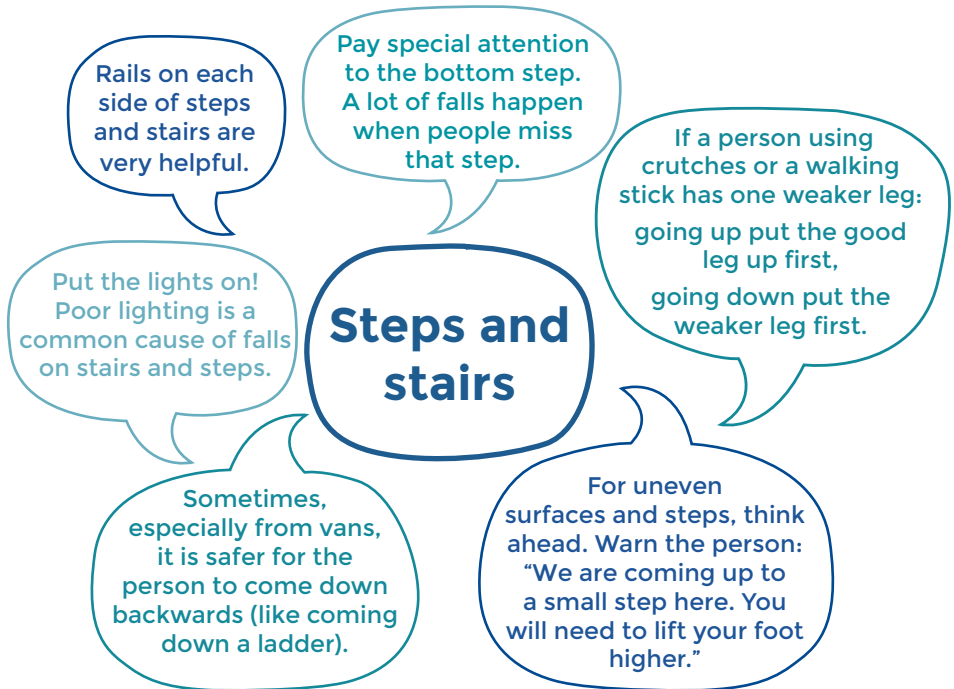 Rails on each
side of steps
and stairs are
very helpful.
Pay special attention
to the bottom step.
A lot of falls happen
when people miss
that step.
If a person using
crutches or a walking
stick has one weaker leg:
going up put the good
leg up first,
going down put the
weaker leg first.
Put the lights on!
Poor lighting is a
common cause of falls
on stairs and steps.
Steps and
stairs
Sometimes,
especially from vans,
it is safer for the
person to come down
backwards (like coming
down a ladder).
For uneven
surfaces and steps, think
ahead. Warn the person:
“We are coming up to
a small step here. You
will need to lift your foot
higher.”